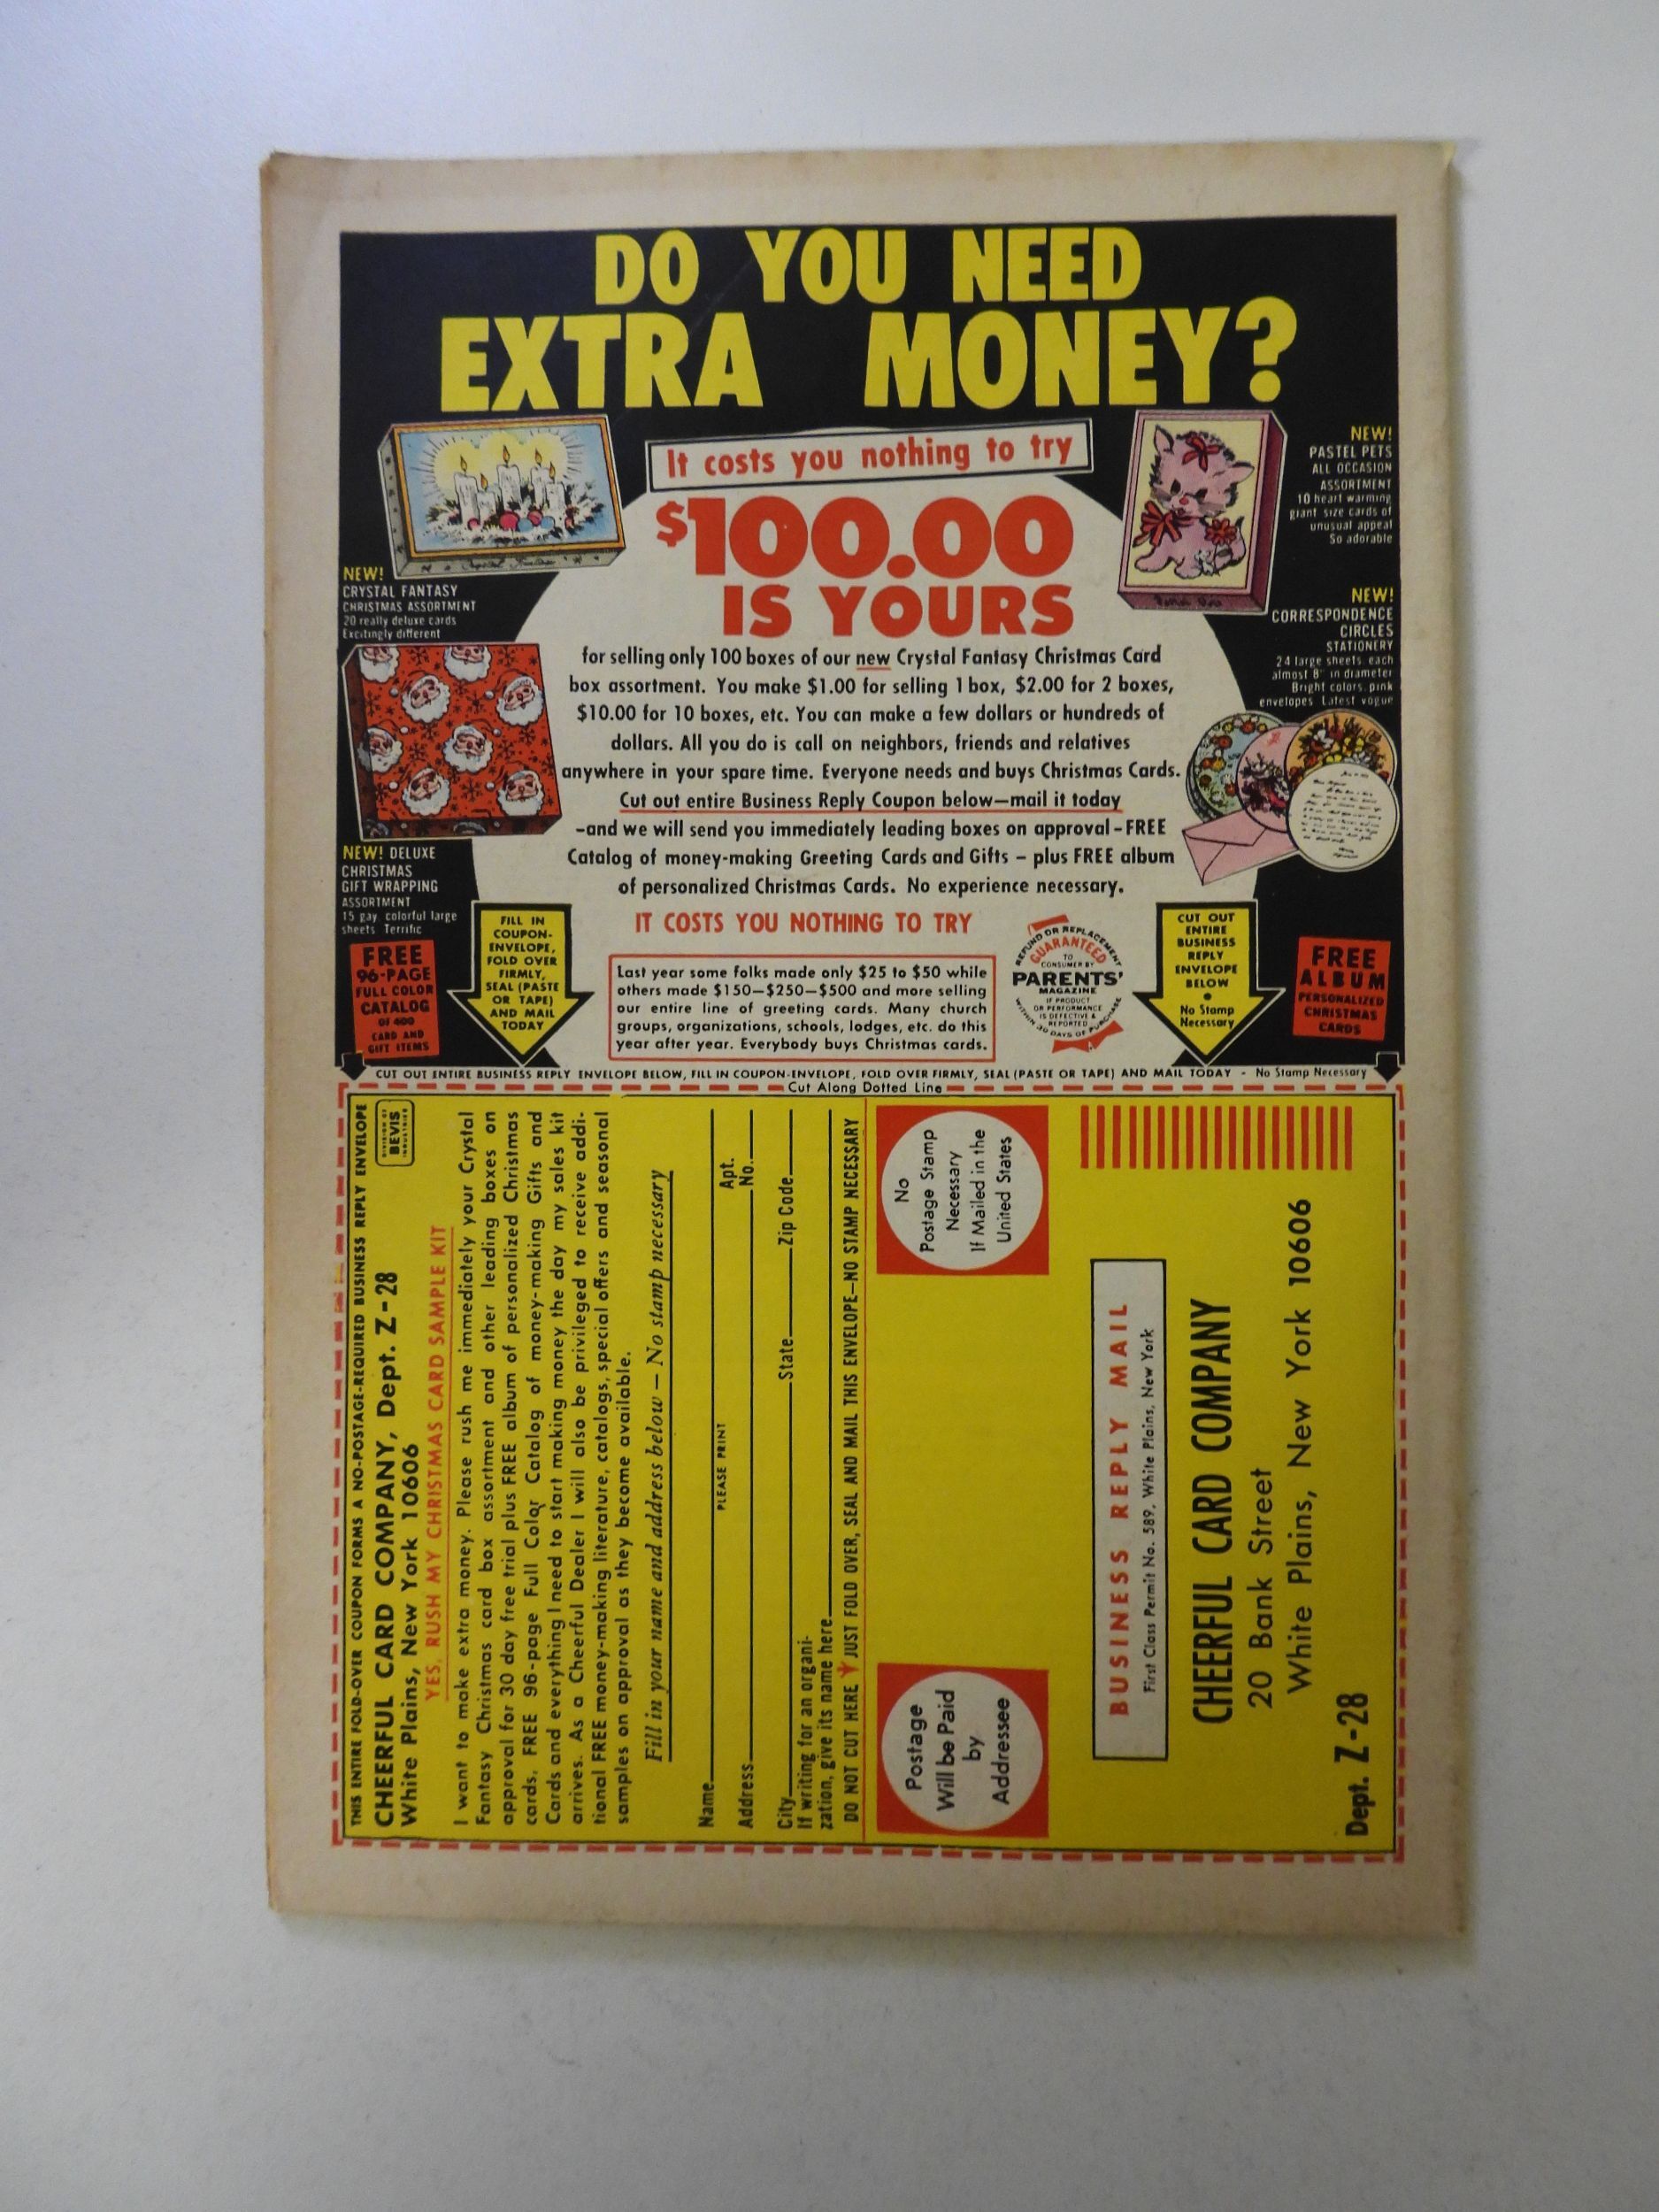 DO YOU NEED
EXTRA MONEY?
It costs you nothing to try
$100.00
IS YOURS
NEW!
CRYSTAL FANTASY
CHRISTMAS ASSORTMENT
20 really deluxe cards
Excitingly different
NEW!
PASTEL PETS
ALL OCCASION
ASSORTMENT
10 heart warming
giant size cards of
unusual appeal
So adorable
NEW!
CORRESPONDENCE
CIRCLES
STATIONERY
24 large sheets each
almost 8" in diameter
Bright colors, pink
envelopes Latest vogue
for selling only 100 boxes of our new Crystal Fantasy Christmas Card
box assortment. You make $1.00 for selling 1 box, $2.00 for 2 boxes,
$10.00 for 10 boxes, etc. You can make a few dollars or hundreds of
dollars. All you do is call on neighbors, friends and relatives
anywhere in your spare time. Everyone needs and buys Christmas Cards.
Cut out entire Business Reply Coupon below—mail it today
-and we will send you immediately leading boxes on approval - FREE
Catalog of money-making Greeting Cards and Gifts - plus FREE album
of personalized Christmas Cards. No experience necessary.
NEW! DELUXE
CHRISTMAS
GIFT WRAPPING
ASSORTMENT
15 gay, colorful large
sheets Terrific
FREE
96-PAGE
FULL COLOR
CATALOG
OF 400
CARD AND
GIFT ITEMS
FILL IN
COUPON-
ENVELOPE,
FOLD OVER
FIRMLY,
SEAL (PASTE
OR TAPE)
AND MAIL
TODAY
IT COSTS YOU NOTHING TO TRY
Last year some folks made only $25 to $50 while
others made $150—$250—$500 and more selling
our entire line of greeting cards. Many church
groups, organizations, schools, lodges, etc. do this
year after year. Everybody buys Christmas cards.
REFUND OR REPLACEMENT
GUARANTEED
TO
CONSUMER BY
PARENTS'
MAGAZINE
IF PRODUCT
OR PERFORMANCE
IS DEFECTIVE &
REPORTED
WITHIN 30 DAYS OF PURCHASE
CUT OUT
ENTIRE
BUSINESS
REPLY
ENVELOPE
BELOW
•
No Stamp
Necessary
FREE
ALBUM
PERSONALIZED
CHRISTMAS
CARDS
CUT OUT ENTIRE BUSINESS REPLY ENVELOPE BELOW, FILL IN COUPON-ENVELOPE, FOLD OVER FIRMLY, SEAL (PASTE OR TAPE) AND MAIL TODAY - No Stamp Necessary
Cut Along Dotted Line
THIS ENTIRE FOLD-OVER COUPON FORMS A NO-POSTAGE-REQUIRED BUSINESS REPLY ENVELOPE
CHEERFUL CARD COMPANY, Dept. Z-28
White Plains, New York 10606
DIVISION OF
BEVIS
INDUSTRIES
YES, RUSH MY CHRISTMAS CARD SAMPLE KIT
I want to make extra money. Please rush me immediately your Crystal
Fantasy Christmas card box assortment and other leading boxes on
approval for 30 day free trial plus FREE album of personalized Christmas
cards, FREE 96-page Full Color Catalog of money-making Gifts and
Cards and everything I need to start making money the day my sales kit
arrives. As a Cheerful Dealer I will also be privileged to receive addi-
tional FREE money-making literature, catalogs, special offers and seasonal
samples on approval as they become available.
Fill in your name and address below — No stamp necessary
Name
PLEASE PRINT
Address Apt. No.
City State Zip Code
If writing for an organi-
zation, give its name here
DO NOT CUT HERE JUST FOLD OVER, SEAL AND MAIL THIS ENVELOPE—NO STAMP NECESSARY
Postage
Will be Paid
by
Addressee
No
Postage Stamp
Necessary
If Mailed in the
United States
BUSINESS REPLY MAIL
First Class Permit No. 589, White Plains, New York
CHEERFUL CARD COMPANY
20 Bank Street
White Plains, New York 10606
Dept. Z-28